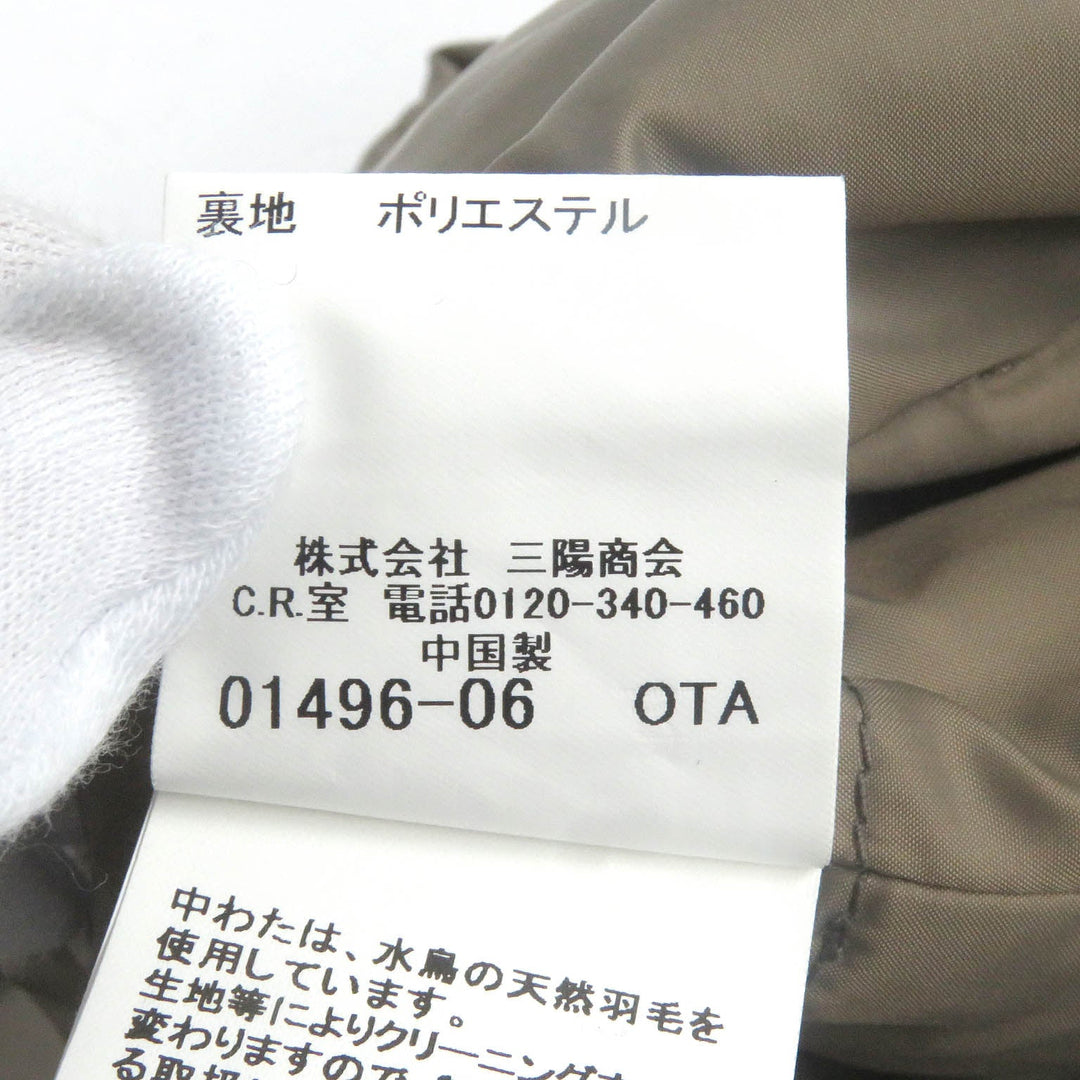 裏地 ポリエステル
株式会社 三陽商会
C.R.室 電話0120-340-460
中国製
01496-06 OTA
中わたは、水鳥の天然羽毛を
使用しています。
生地等によりクリーニング
変わりますので
る取扱